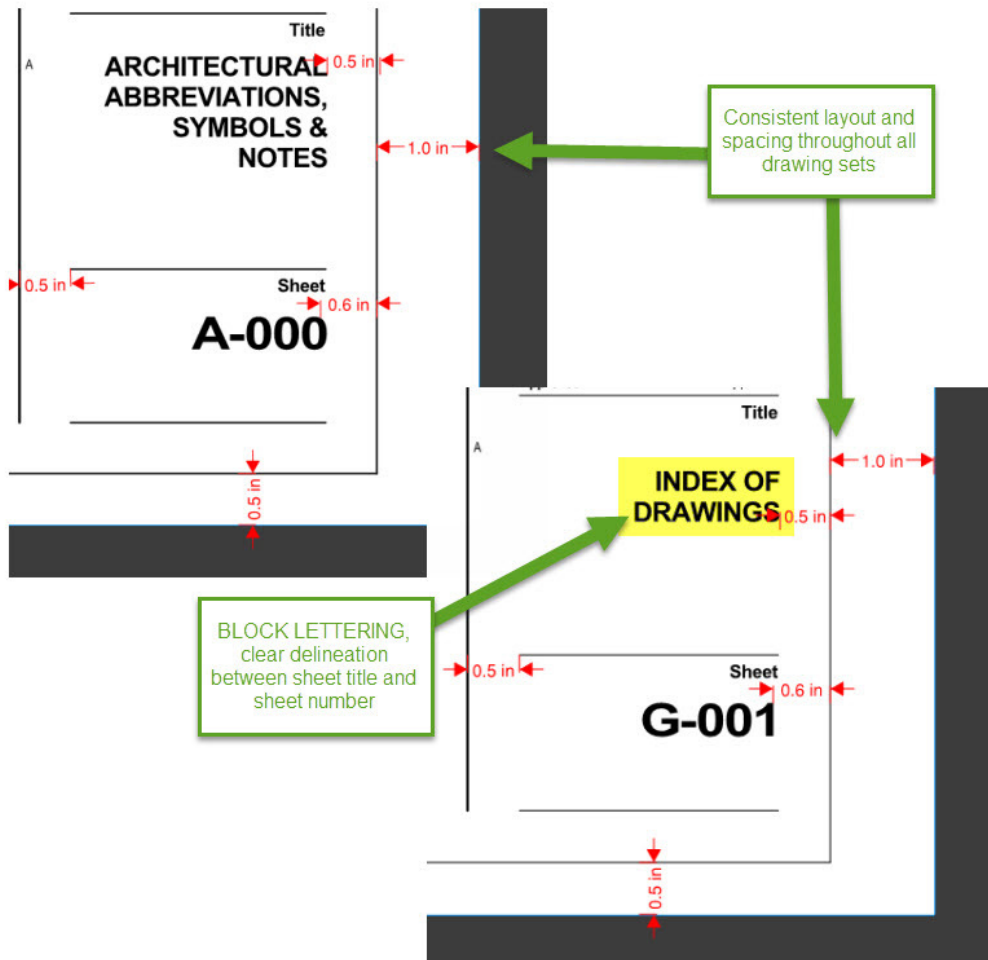 Title
A
ARCHITECTURAL
ABBREVIATIONS,
SYMBOLS &
NOTES
0.5 in
1.0 in
Consistent layout and
spacing throughout all
drawing sets
0.5 in
Sheet
0.6 in
A-000
0.5 in
Title
A
INDEX OF
DRAWINGS
0.5 in
1.0 in
BLOCK LETTERING,
clear delineation
between sheet title and
sheet number
0.5 in
Sheet
0.6 in
G-001
0.5 in